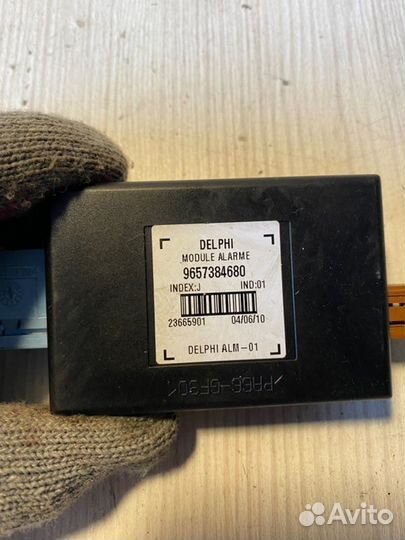 DELPHI
MODULE ALARME
9657384680
INDEX:J IND:01
23665901 04/06/10
DELPHI ALM-01
>PA66-GF30<
Avito